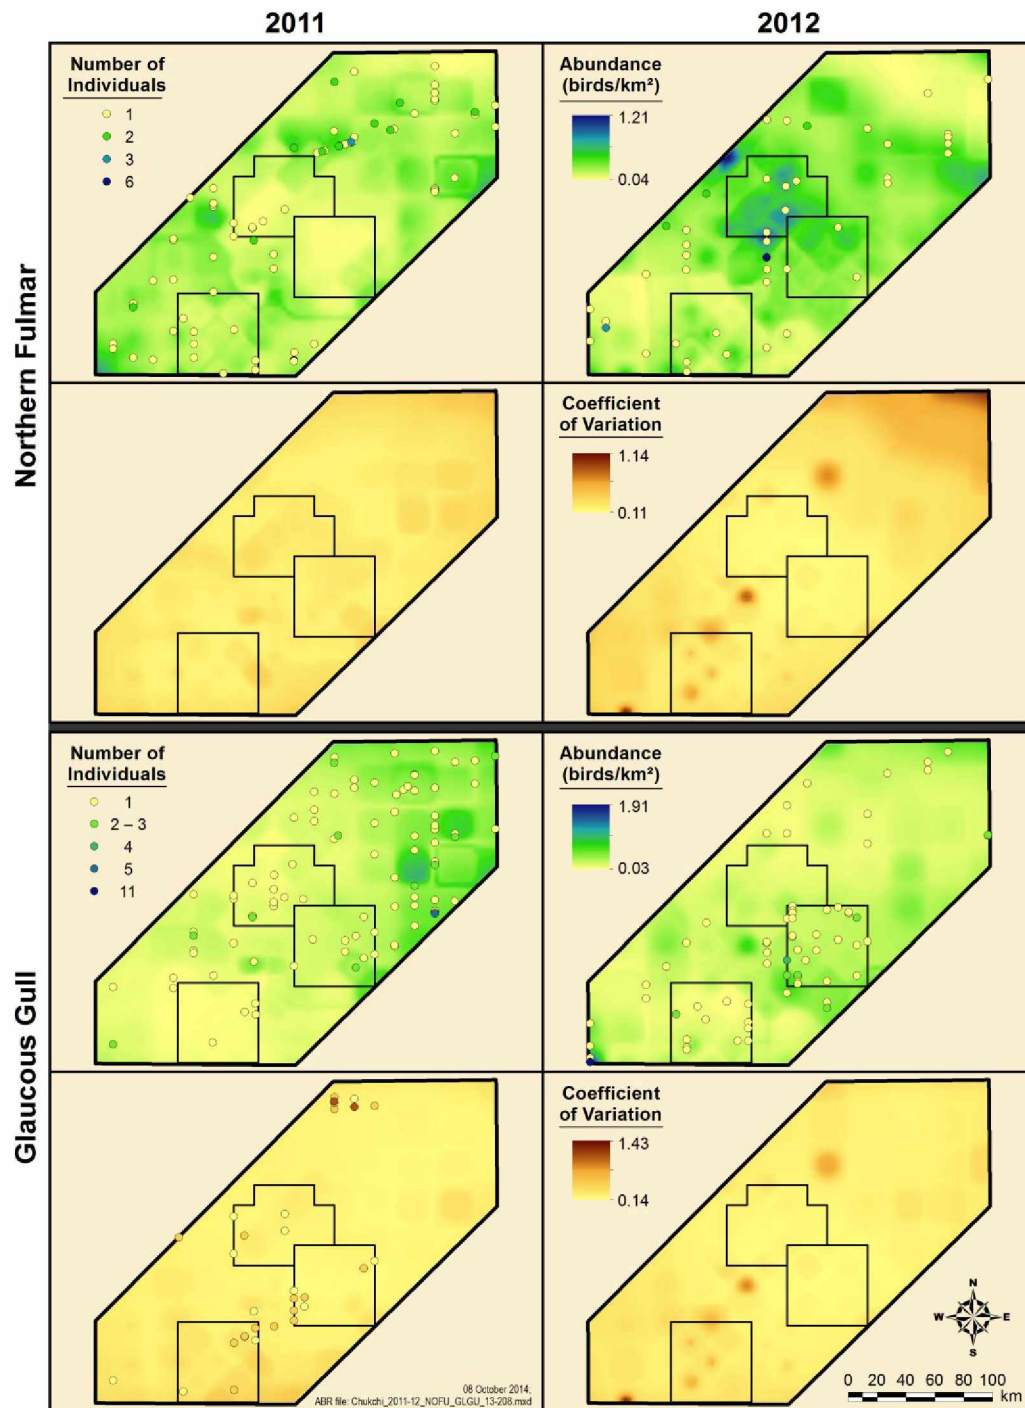 2011
2012
Northern Fulmar
Number of
Individuals
1
2
3
6
Abundance
(birds/km²)
1.21
0.04
Coefficient
of Variation
1.14
0.11
Glaucous Gull
Number of
Individuals
1
2 – 3
4
5
11
Abundance
(birds/km²)
1.91
0.03
Coefficient
of Variation
1.43
0.14
N
W E
S
0 20 40 60 80 100
km
08 October 2014;
ABR file: Chukchi_2011-12_NOFU_GLGU_13-208.mxd